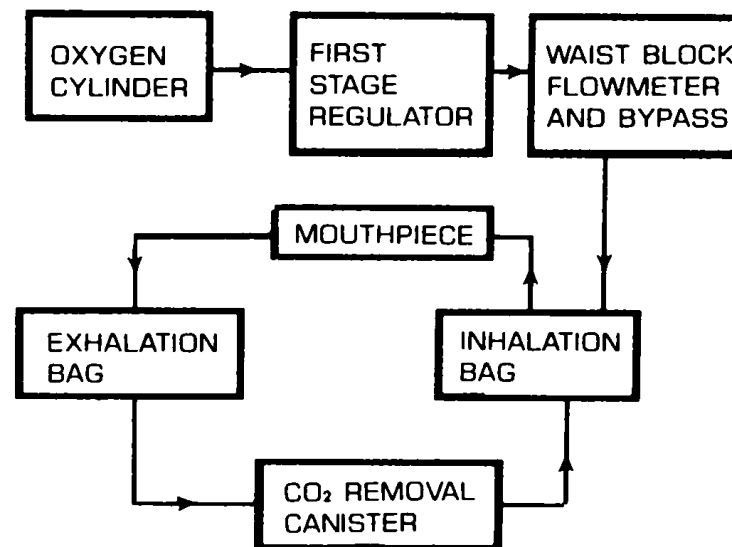 OXYGEN
CYLINDER
FIRST
STAGE
REGULATOR
WAIST BLOCK
FLOWMETER
AND BYPASS
MOUTHPIECE
EXHALATION
BAG
INHALATION
BAG
CO₂ REMOVAL
CANISTER